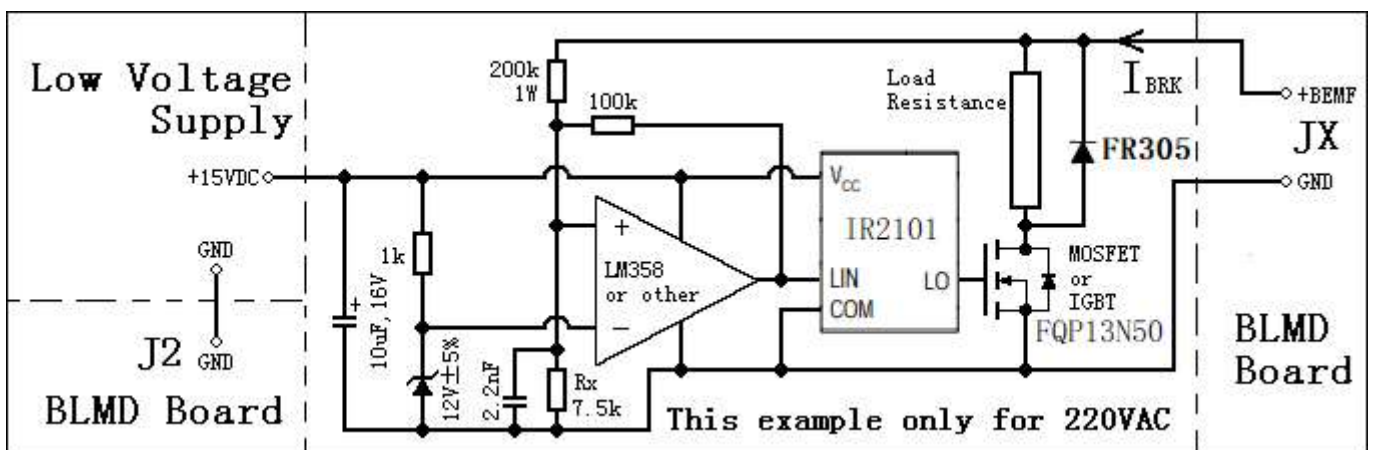 Low Voltage
Supply
+15VDC
GND
J2 GND
BLMD Board
10uF, 16V
+
1k
12V±5%
2.2nF
200k
1W
100k
+
LM358
or other
−
Rx
7.5k
VCC
IR2101
LIN
LO
COM
Load
Resistance
IBRK
FR305
MOSFET
or
IGBT
FQP13N50
This example only for 220VAC
+BEMF
JX
GND
BLMD
Board